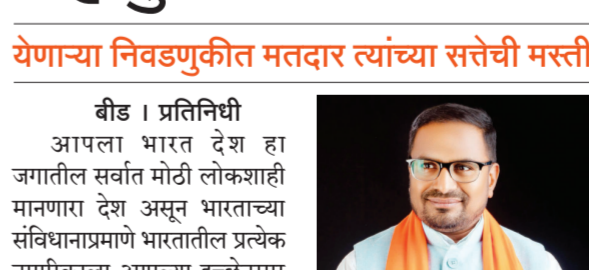 येणाऱ्या निवडणुकीत मतदार त्यांच्या सत्तेची मस्ती
बीड । प्रतिनिधी
आपला भारत देश हा
जगातील सर्वात मोठी लोकशाही
मानणारा देश असून भारताच्या
संविधानाप्रमाणे भारतातील प्रत्येक